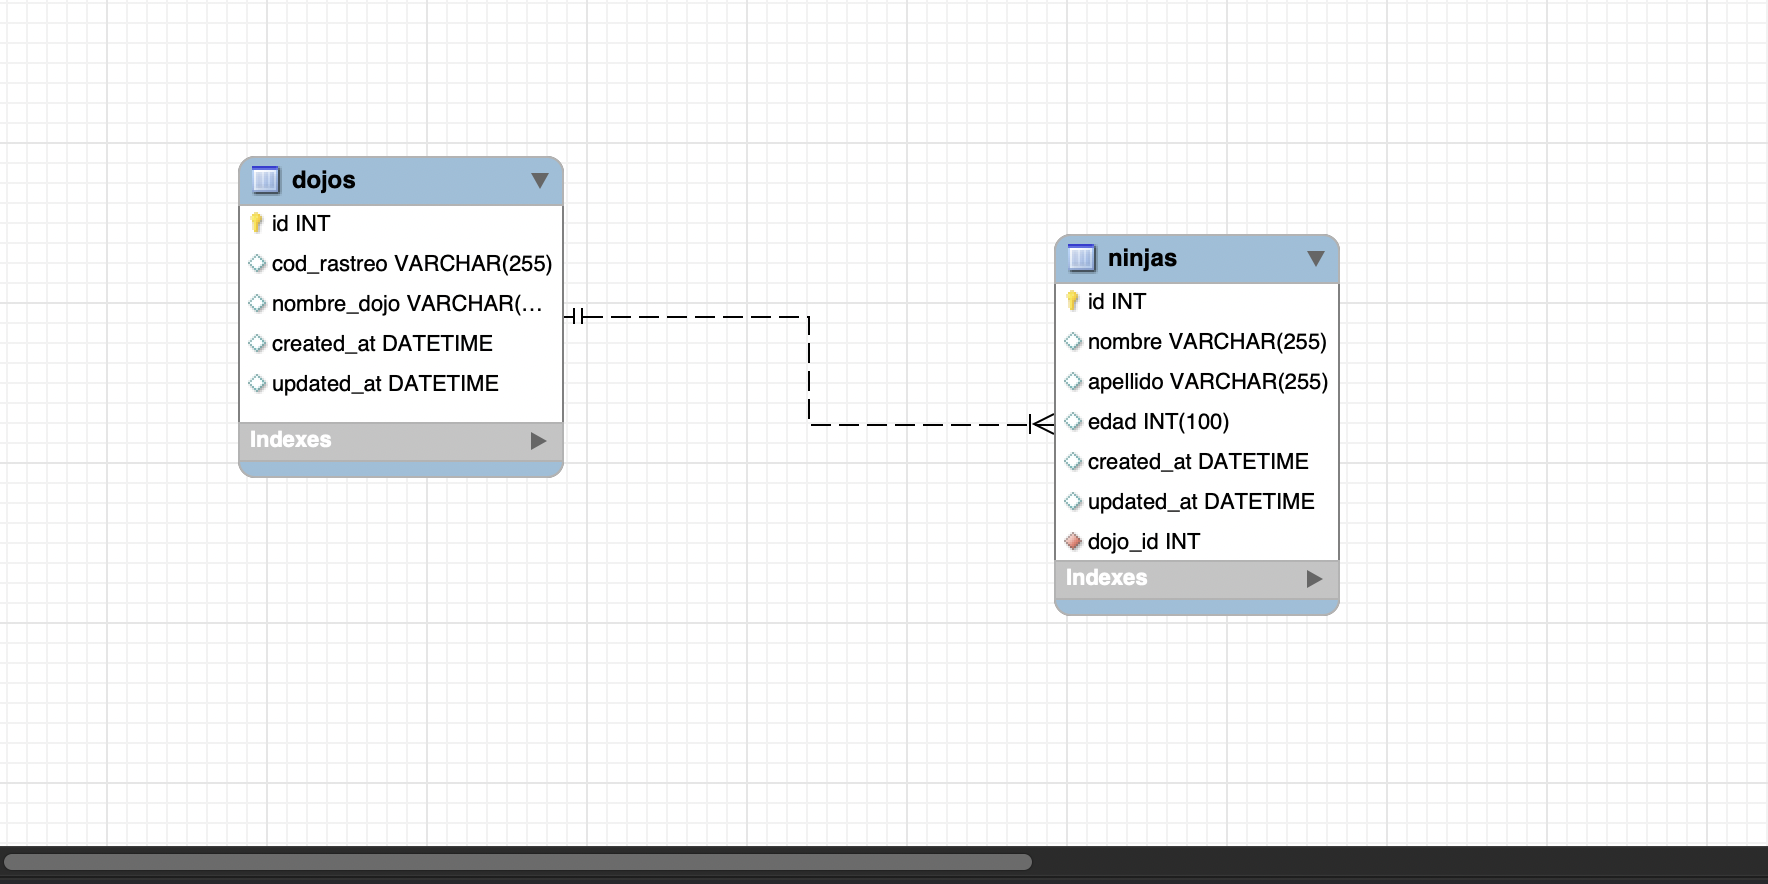 dojos
id INT
cod_rastreo VARCHAR(255)
nombre_dojo VARCHAR(...
created_at DATETIME
updated_at DATETIME
Indexes
ninjas
id INT
nombre VARCHAR(255)
apellido VARCHAR(255)
edad INT(100)
created_at DATETIME
updated_at DATETIME
dojo_id INT
Indexes